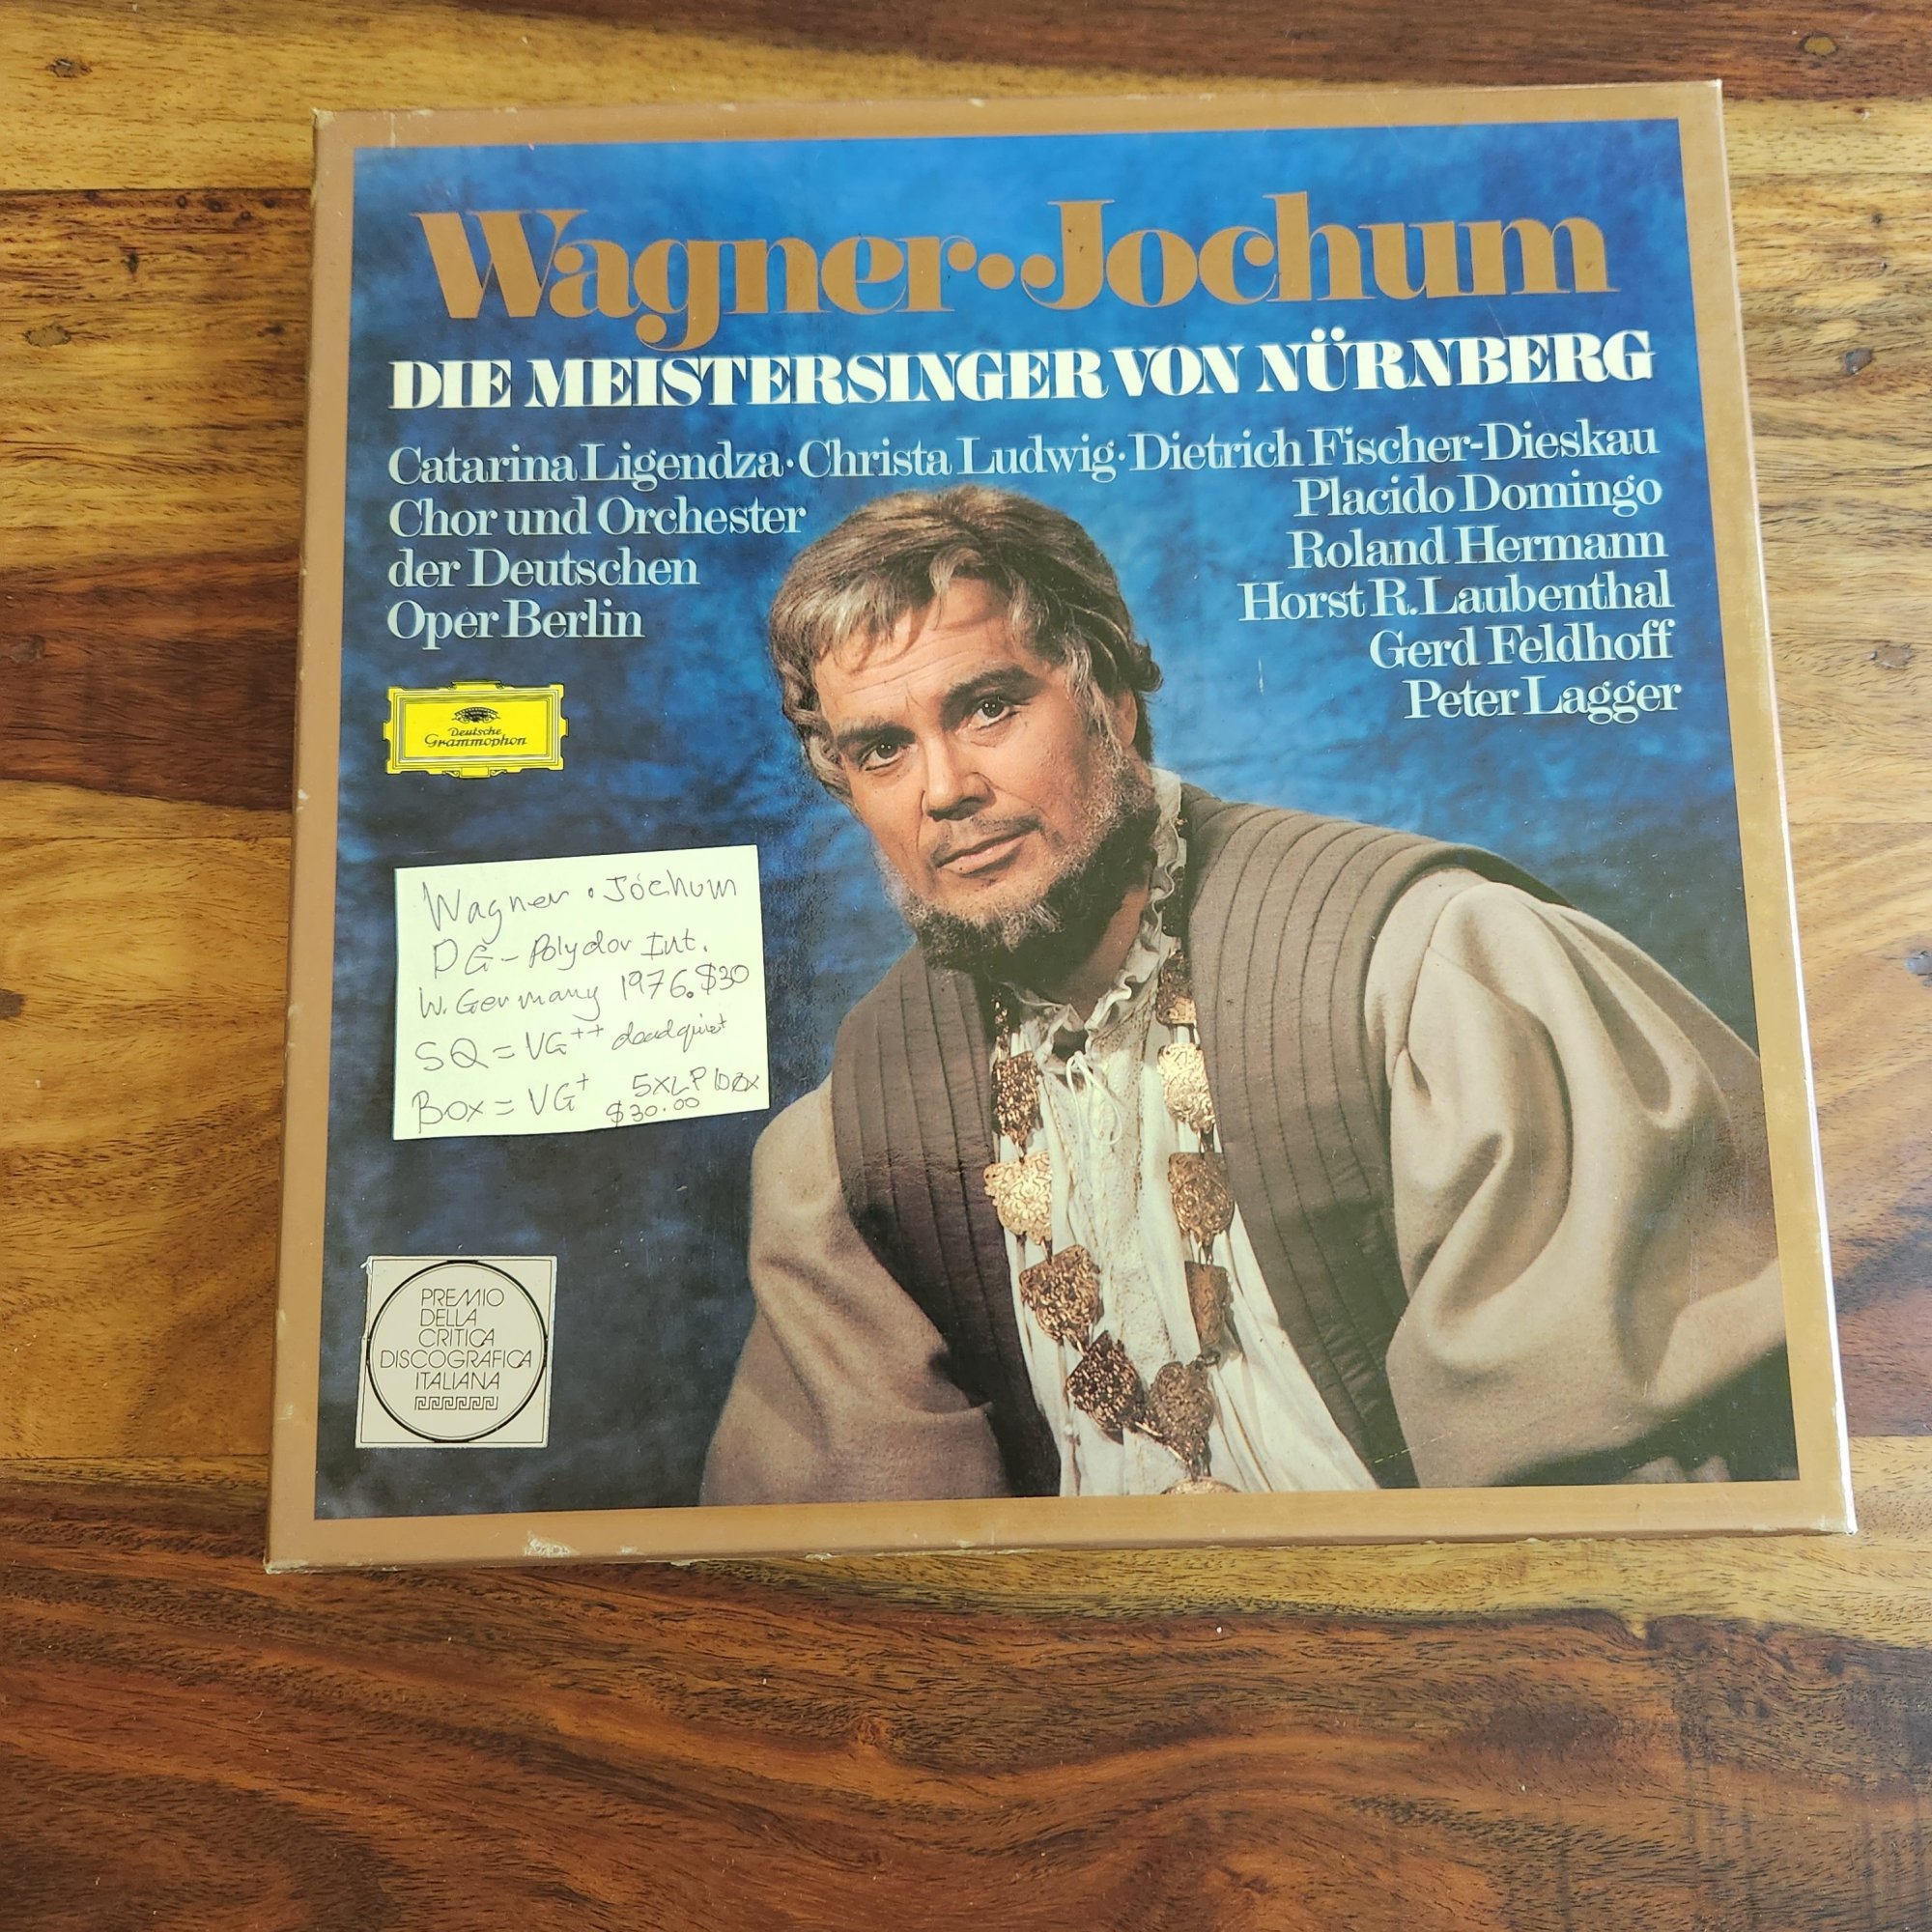 Wagner·Jochum
DIE MEISTERSINGER VON NÜRNBERG
Catarina Ligendza·Christa Ludwig·Dietrich Fischer-Dieskau
Chor und Orchester
der Deutschen
Oper Berlin
Placido Domingo
Roland Hermann
Horst R. Laubenthal
Gerd Feldhoff
Peter Lagger
Deutsche
Grammophon
Wagner · Jochum
DG - Polydor Int.
W. Germany 1976. $30
SQ = VG++ dead quiet
Box = VG+ 5XLP Box
$30.00
PREMIO
DELLA
CRITICA
DISCOGRAFICA
ITALIANA